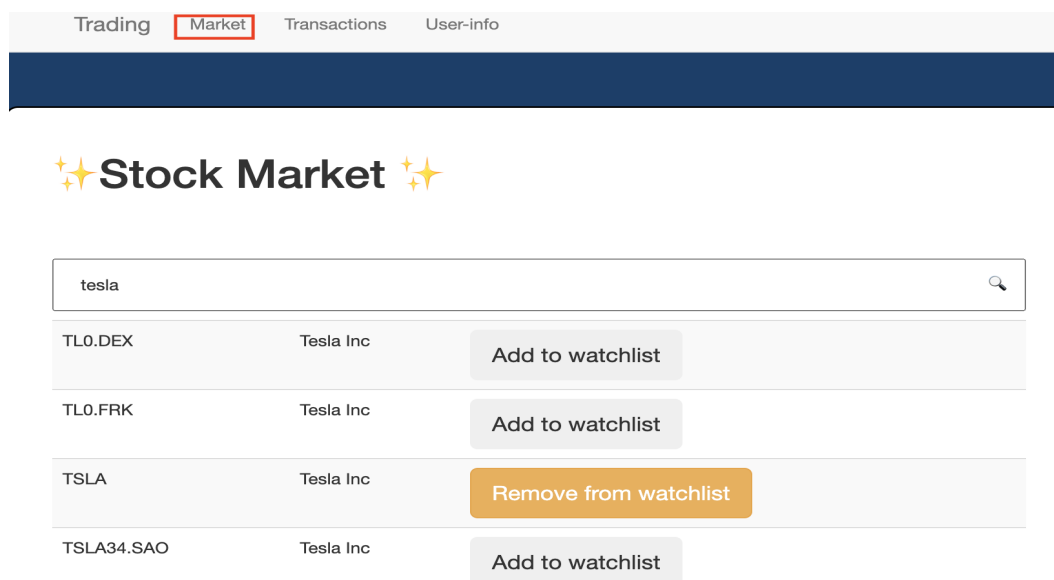 Trading Market Transactions User-info
✨Stock Market ✨
tesla
TL0.DEX Tesla Inc Add to watchlist
TL0.FRK Tesla Inc Add to watchlist
TSLA Tesla Inc Remove from watchlist
TSLA34.SAO Tesla Inc Add to watchlist